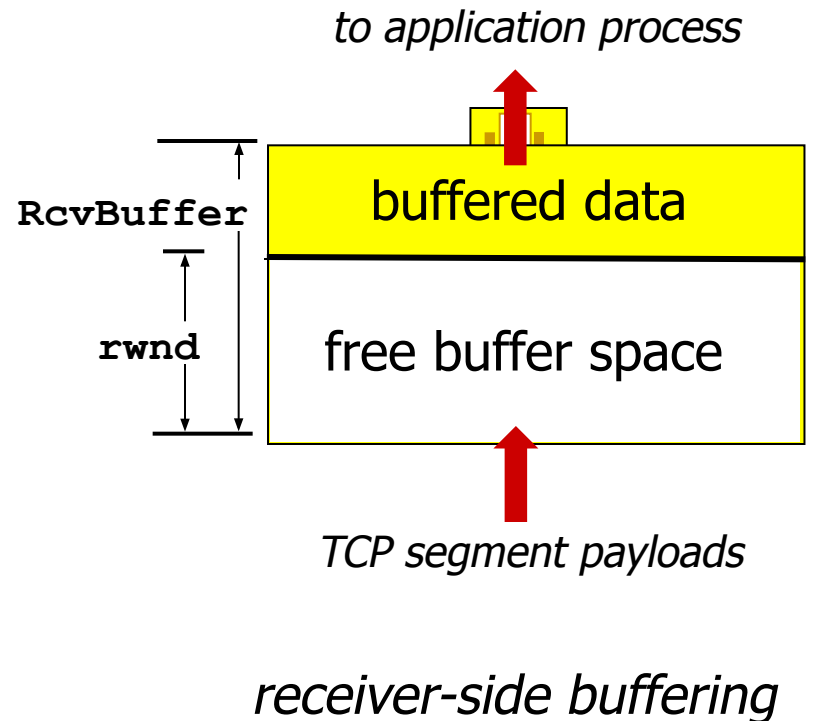 to application process
buffered data
RcvBuffer
rwnd
free buffer space
TCP segment payloads
receiver-side buffering